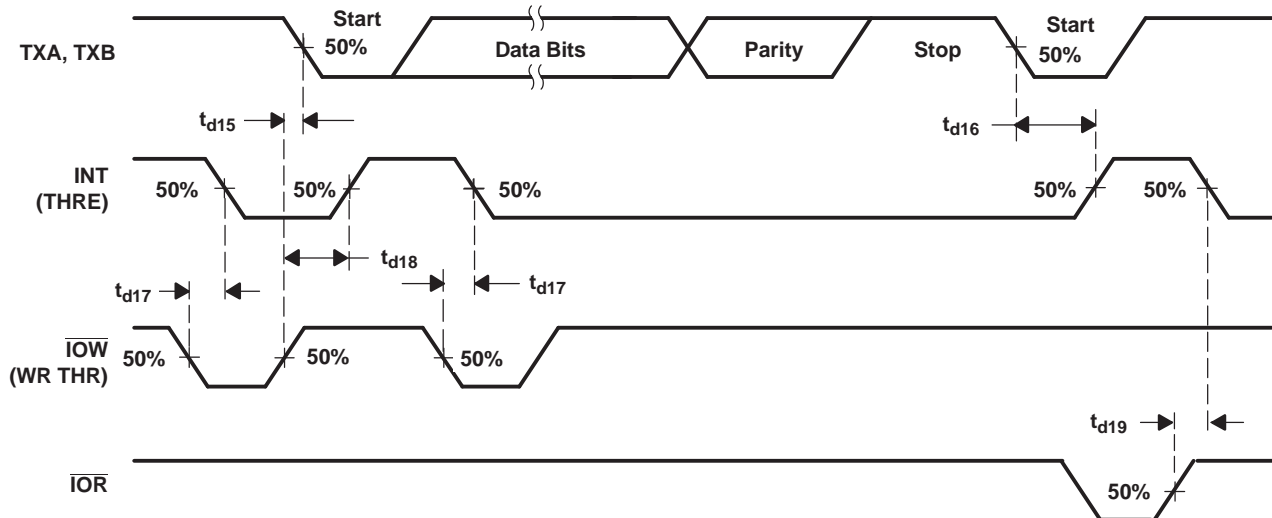 Start
Start
TXA, TXB
50%
Data Bits
Parity
Stop
50%
td15
td16
INT
(THRE)
50%
50%
50%
50%
50%
td18
td17
td17
IOW
(WR THR)
50%
50%
50%
td19
IOR
50%